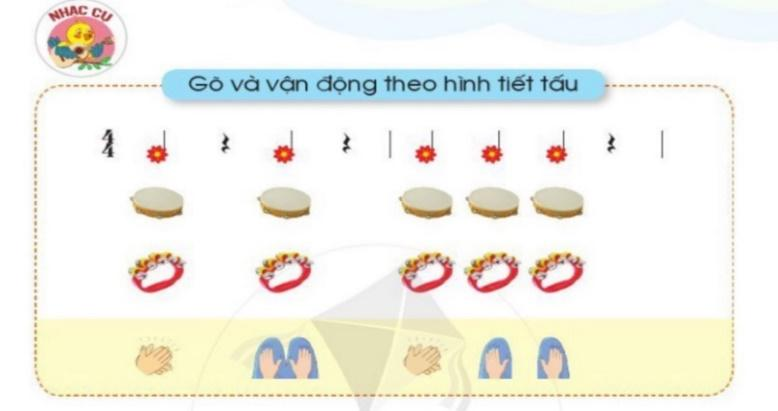 NHẠC CỤ
Gõ và vận động theo hình tiết tấu
4
4